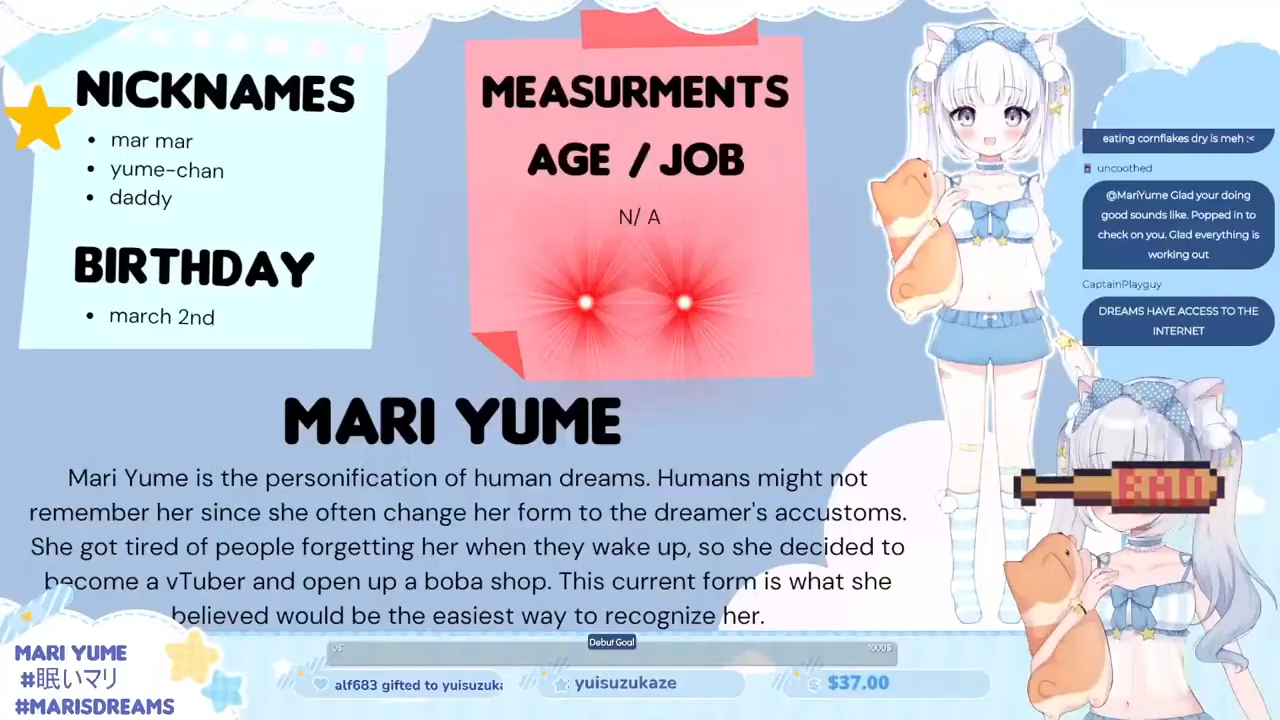 NICKNAMES
mar mar
yume-chan
daddy
BIRTHDAY
march 2nd
MEASURMENTS
AGE / JOB
N/ A
MARI YUME
Mari Yume is the personification of human dreams. Humans might not
remember her since she often change her form to the dreamer's accustoms.
She got tired of people forgetting her when they wake up, so she decided to
become a vTuber and open up a boba shop. This current form is what she
believed would be the easiest way to recognize her.
eating cornflakes dry is meh :<
uncoothed
@MariYume Glad your doing
good sounds like. Popped in to
check on you. Glad everything is
working out
CaptainPlayguy
DREAMS HAVE ACCESS TO THE
INTERNET
BAD
MARI YUME
#眠いマリ
#MARISDREAMS
Debut Goal
0$
1000$
alf683 gifted to yuisuzuka
yuisuzukaze
$ $37.00